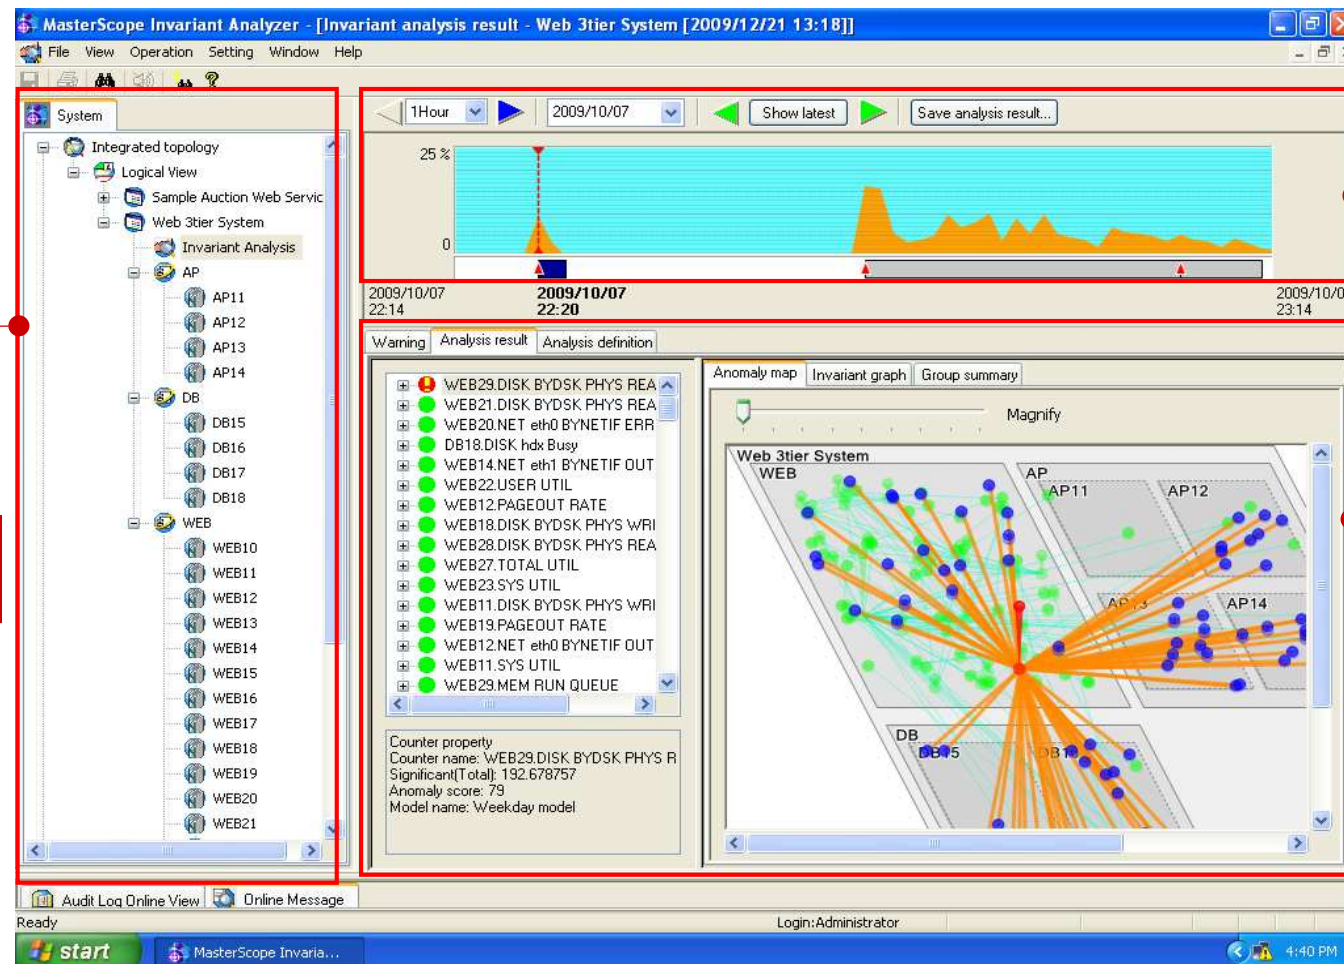 MasterScope Invariant Analyzer - [Invariant analysis result - Web 3tier System [2009/12/21 13:18]]
File View Operation Setting Window Help
System
Integrated topology
Logical View
Sample Auction Web Servic
Web 3tier System
Invariant Analysis
AP
AP11
AP12
AP13
AP14
DB
DB15
DB16
DB17
DB18
WEB
WEB10
WEB11
WEB12
WEB13
WEB14
WEB15
WEB16
WEB17
WEB18
WEB19
WEB20
WEB21
1Hour 2009/10/07 Show latest Save analysis result...
25 %
0
2009/10/07 2009/10/07 2009/10/0
22:14 22:20 23:14
Warning Analysis result Analysis definition
WEB29.DISK BYDSK PHYS REA
WEB21.DISK BYDSK PHYS REA
WEB20.NET eth0 BYNETIF ERR
DB18.DISK hdx Busy
WEB14.NET eth1 BYNETIF OUT
WEB22.USER UTIL
WEB12.PAGEOUT RATE
WEB18.DISK BYDSK PHYS WRI
WEB28.DISK BYDSK PHYS REA
WEB27.TOTAL UTIL
WEB23.SYS UTIL
WEB11.DISK BYDSK PHYS WRI
WEB19.PAGEOUT RATE
WEB12.NET eth0 BYNETIF OUT
WEB11.SYS UTIL
WEB29.MEM RUN QUEUE
Counter property
Counter name: WEB29.DISK BYDSK PHYS R
Significant(Total): 192.678757
Anomaly score: 79
Model name: Weekday model
Anomaly map Invariant graph Group summary
Magnify
Web 3tier System
WEB AP
AP11 AP12
AP13 AP14
DB
DB15 DB16
Audit Log Online View Online Message
Ready Login:Administrator
start MasterScope Invaria... 4:40 PM